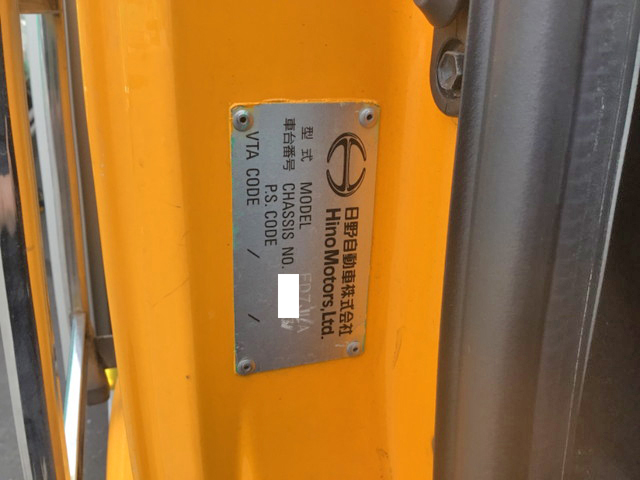 日野自動車株式会社
Hino Motors, Ltd.
型式 MODEL
車台番号 CHASSIS NO.
P.S. CODE
VTA CODE / /